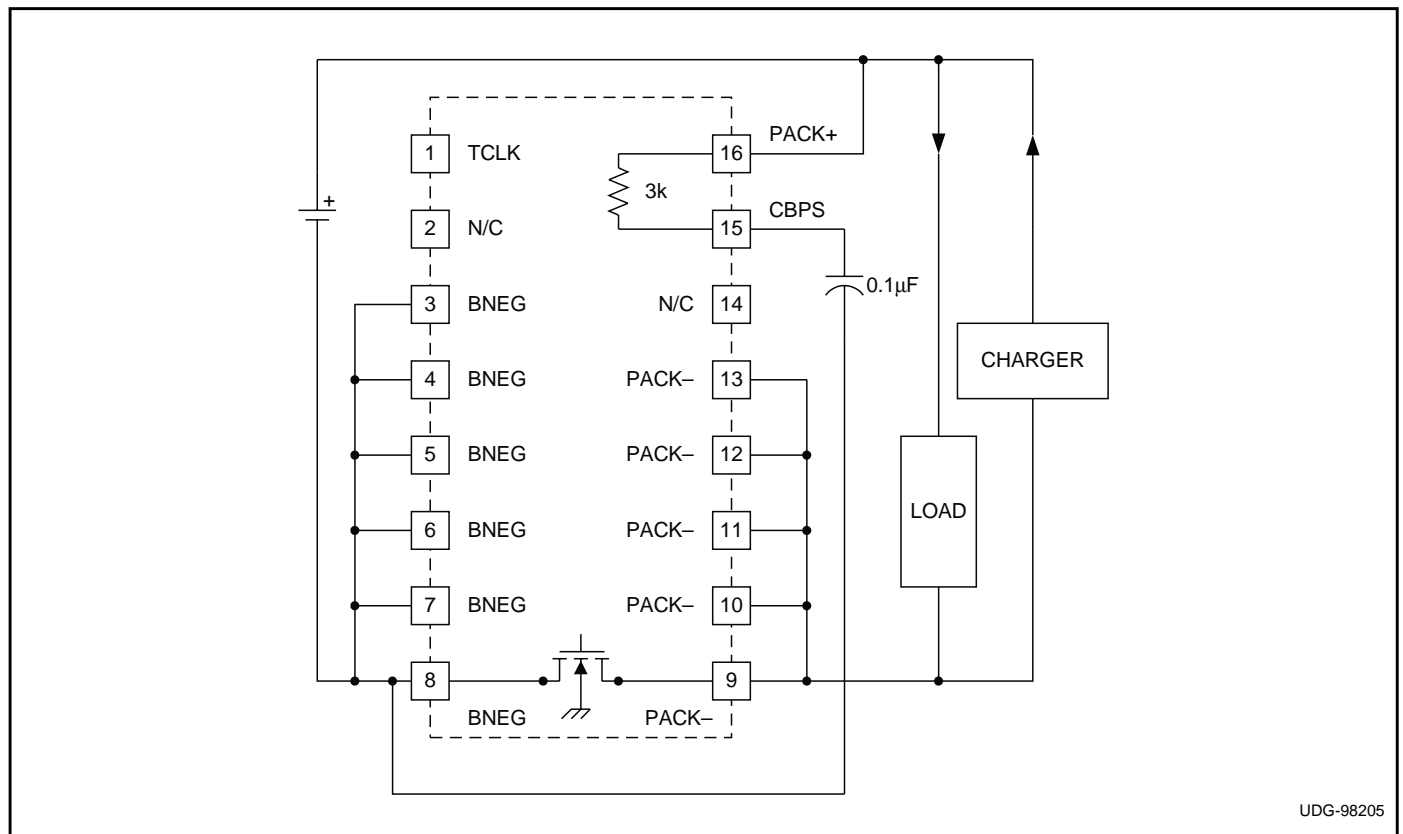 +
1 TCLK
16 PACK+
3k
2 N/C
15 CBPS
0.1µF
3 BNEG
N/C 14
4 BNEG
PACK– 13
CHARGER
5 BNEG
PACK– 12
6 BNEG
PACK– 11
LOAD
7 BNEG
PACK– 10
8
9
BNEG
PACK–
UDG-98205